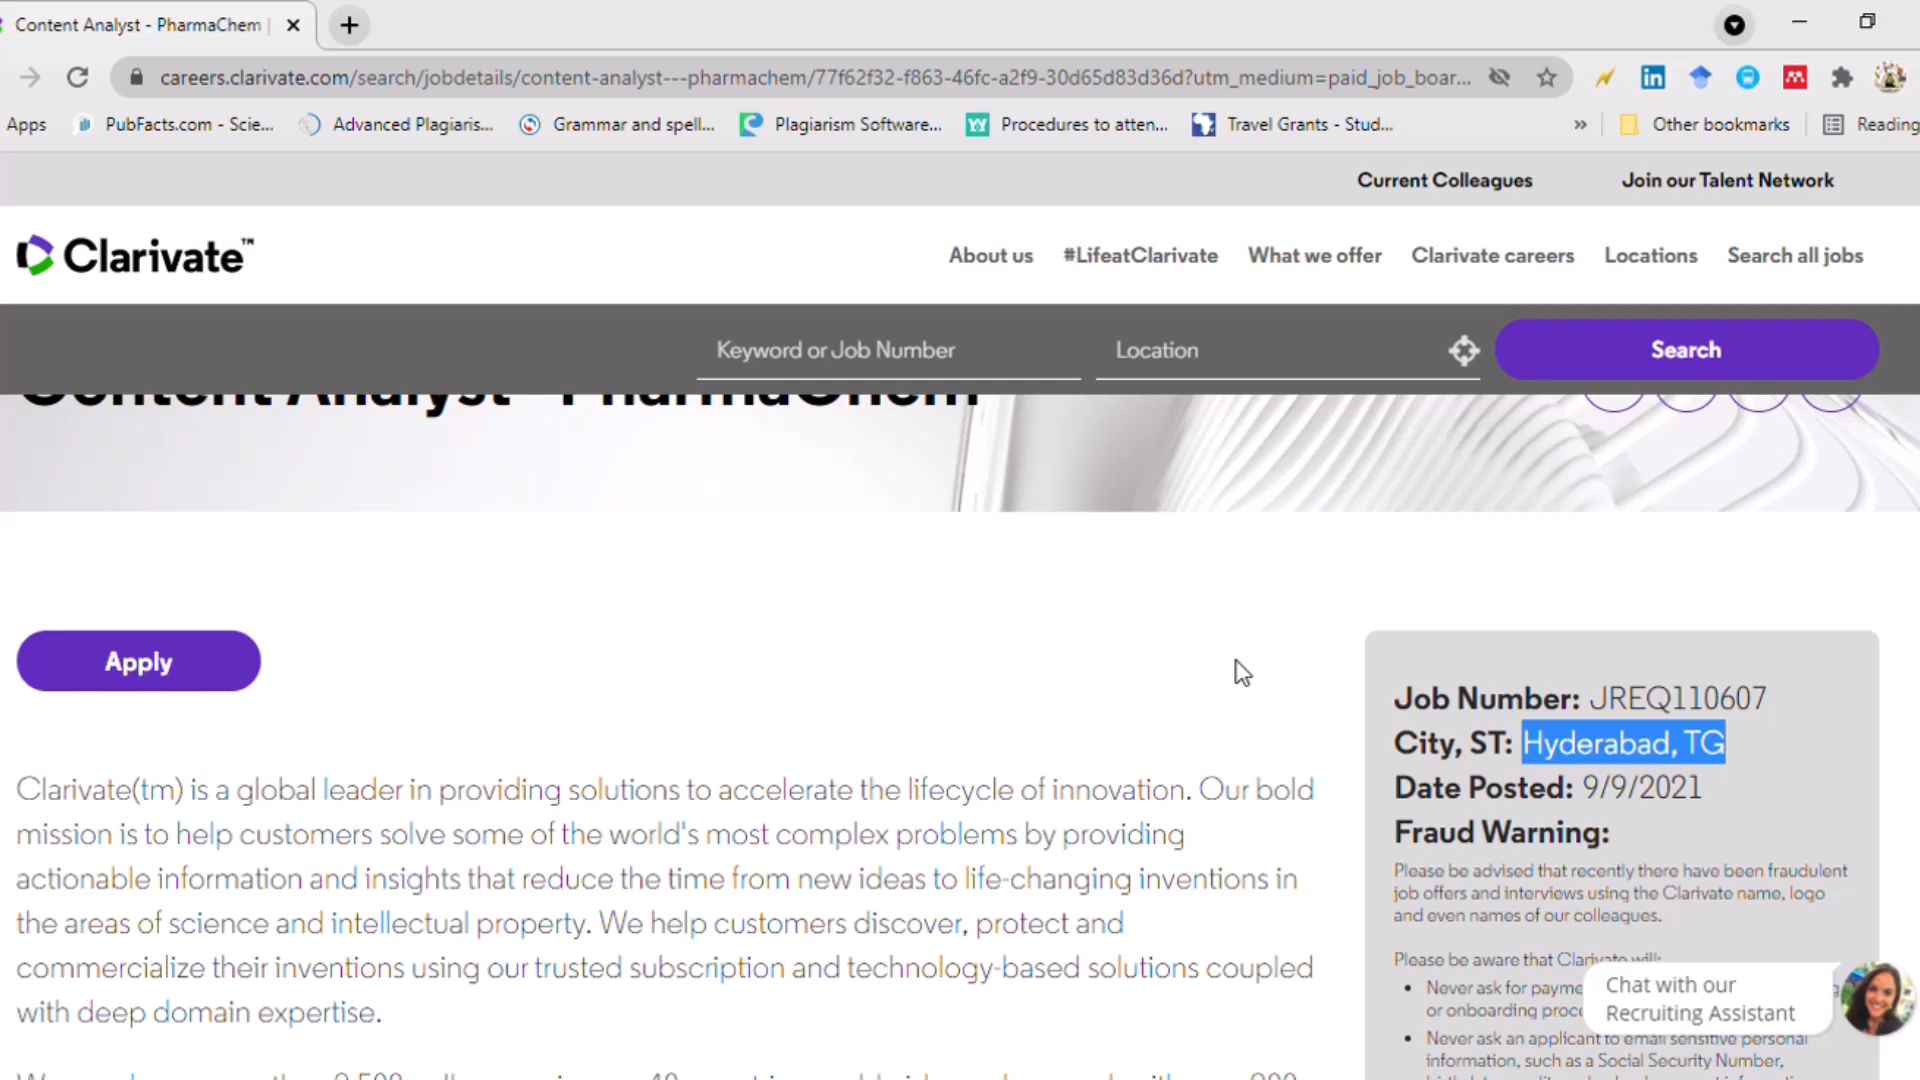 Content Analyst - PharmaChem |
careers.clarivate.com/search/jobdetails/content-analyst---pharmachem/77f62f32-f863-46fc-a2f9-30d65d83d36d?utm_medium=paid_job_boar...
Apps PubFacts.com - Scie... Advanced Plagiaris... Grammar and spell... Plagiarism Software... Procedures to atten... Travel Grants - Stud... » Other bookmarks Reading
Current Colleagues Join our Talent Network
Clarivate™ About us #LifeatClarivate What we offer Clarivate careers Locations Search all jobs
Keyword or Job Number Location Search
Content Analyst - PharmaChem
Apply
Job Number: JREQ110607
City, ST: Hyderabad, TG
Date Posted: 9/9/2021
Fraud Warning:
Please be advised that recently there have been fraudulent
job offers and interviews using the Clarivate name, logo
and even names of our colleagues.
Please be aware that Clarivate will:
• Never ask for payme
or onboarding proc
• Never ask an applicant to email sensitive personal
information, such as a Social Security Number,
Clarivate(tm) is a global leader in providing solutions to accelerate the lifecycle of innovation. Our bold
mission is to help customers solve some of the world's most complex problems by providing
actionable information and insights that reduce the time from new ideas to life-changing inventions in
the areas of science and intellectual property. We help customers discover, protect and
commercialize their inventions using our trusted subscription and technology-based solutions coupled
with deep domain expertise.
Chat with our
Recruiting Assistant